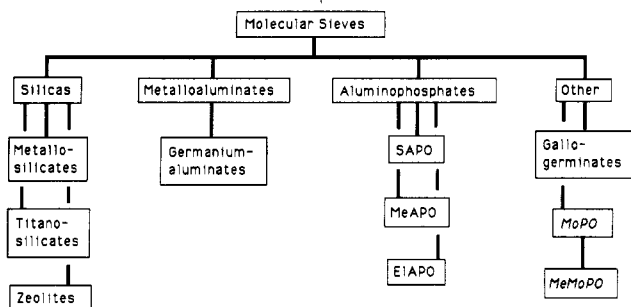 Molecular Sieves
Silicas
Metalloaluminates
Aluminophosphates
Other
Metallo-
silicates
Germanium-
aluminates
SAPO
Gallo-
germinates
Titano-
silicates
MeAPO
MoPO
Zeolites
ElAPO
MeMoPO